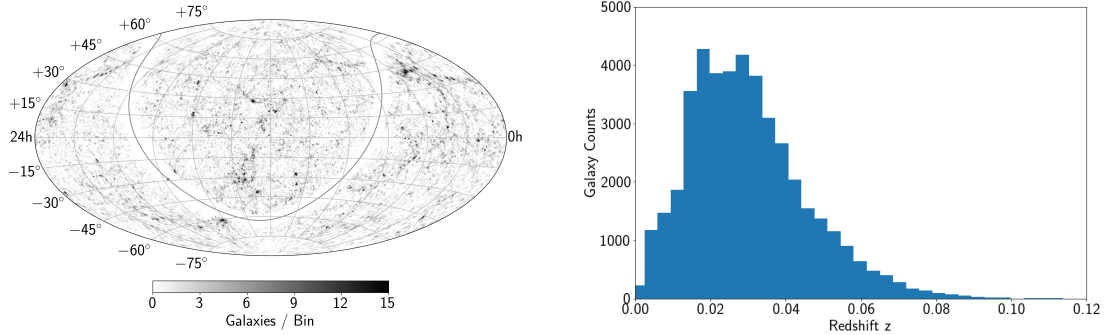 +75°
+60°
+45°
+30°
+15°
24h
0h
−15°
−30°
−45°
−60°
−75°
0 3 6 9 12 15
Galaxies / Bin
5000
4000
3000
2000
1000
0
Galaxy Counts
0.00 0.02 0.04 0.06 0.08 0.10 0.12
Redshift z